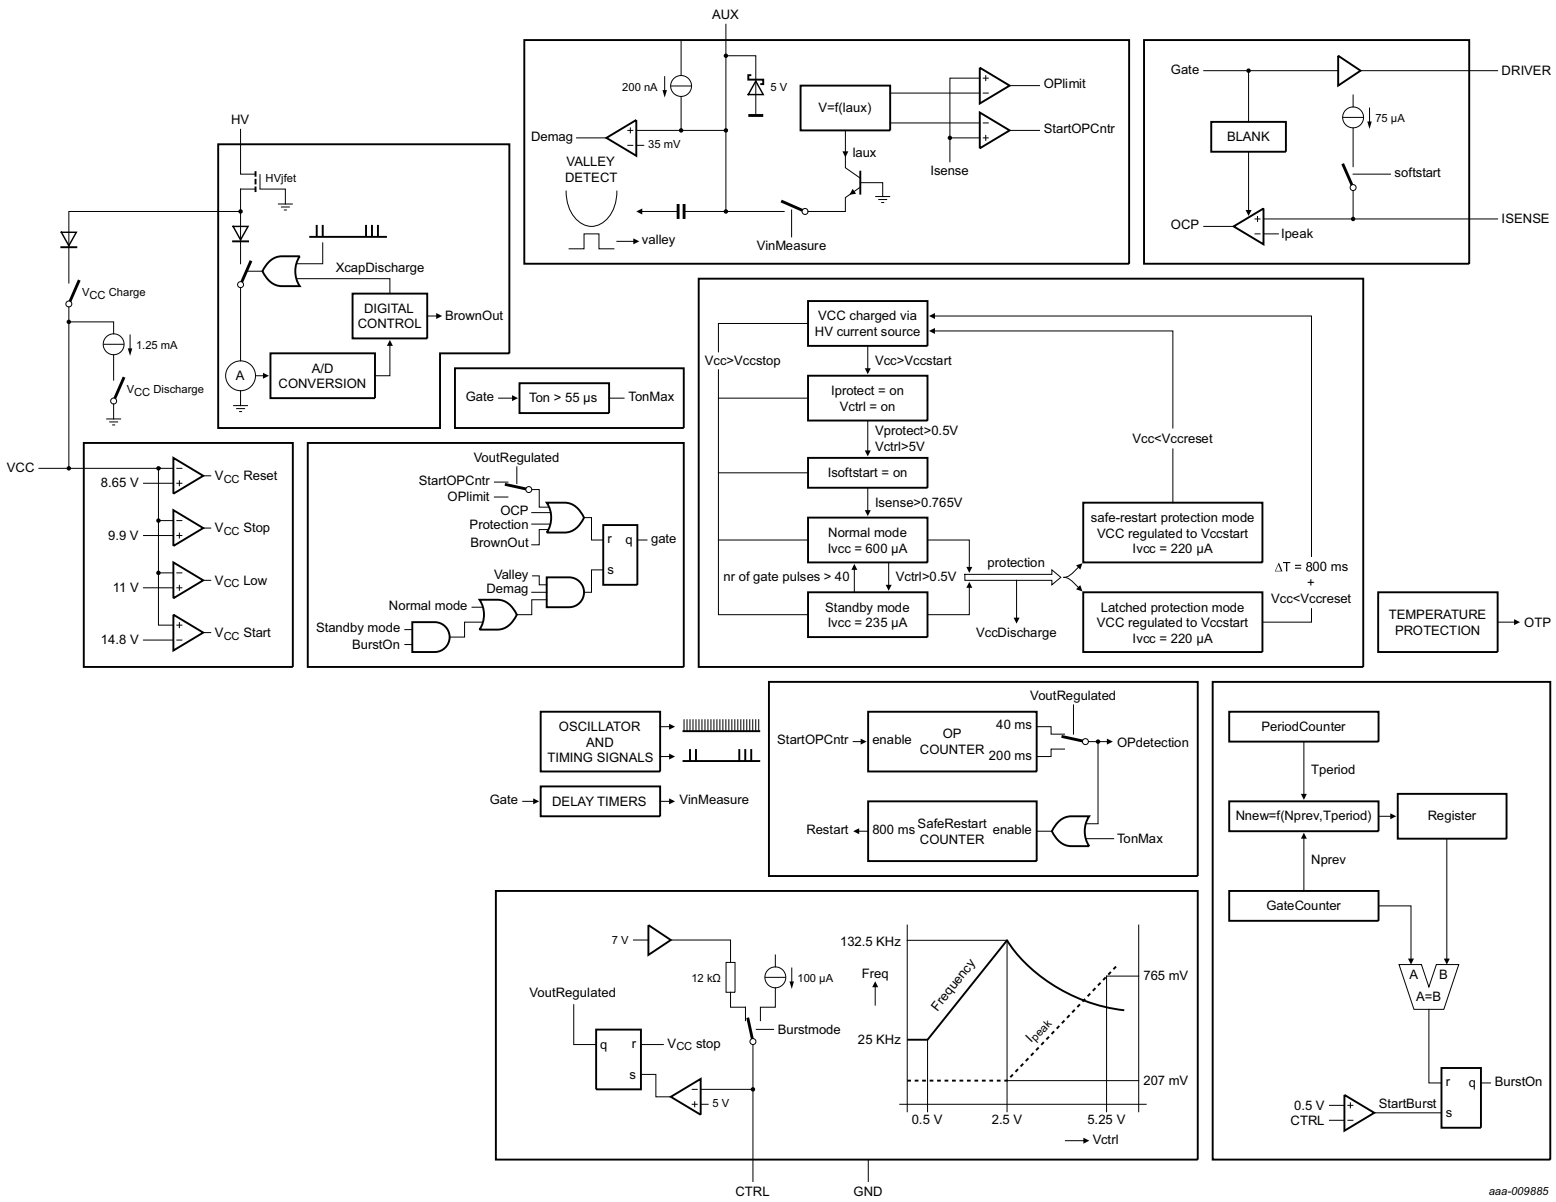 AUX
200 nA
5 V
Demag
35 mV
VALLEY
DETECT
valley
V=f(Iaux)
Iaux
VinMeasure
OPlimit
StartOPCntr
Isense
Gate
DRIVER
BLANK
75 µA
softstart
OCP
Ipeak
ISENSE
HV
HVjfet
XcapDischarge
DIGITAL
CONTROL
BrownOut
A
A/D
CONVERSION
VCC Charge
1.25 mA
VCC Discharge
Gate
Ton > 55 µs
TonMax
VCC
8.65 V
VCC Reset
9.9 V
VCC Stop
11 V
VCC Low
14.8 V
VCC Start
VoutRegulated
StartOPCntr
OPlimit
OCP
Protection
BrownOut
r
q
s
gate
Valley
Demag
Normal mode
Standby mode
BurstOn
VCC charged via
HV current source
Vcc>Vccstop
Vcc>Vccstart
Iprotect = on
Vctrl = on
Vprotect>0.5V
Vctrl>5V
Isoftstart = on
Isense>0.765V
Normal mode
Ivcc = 600 µA
nr of gate pulses > 40
Vctrl>0.5V
Standby mode
Ivcc = 235 µA
protection
VccDischarge
Vcc<Vccreset
safe-restart protection mode
VCC regulated to Vccstart
Ivcc = 220 µA
Latched protection mode
VCC regulated to Vccstart
Ivcc = 220 µA
ΔT = 800 ms
+
Vcc<Vccreset
TEMPERATURE
PROTECTION
OTP
OSCILLATOR
AND
TIMING SIGNALS
Gate
DELAY TIMERS
VinMeasure
VoutRegulated
StartOPCntr
enable
OP
COUNTER
40 ms
200 ms
OPdetection
Restart
800 ms
SafeRestart
COUNTER
enable
TonMax
PeriodCounter
Tperiod
Nnew=f(Nprev,Tperiod)
Register
Nprev
GateCounter
A
B
A=B
r
q
s
BurstOn
0.5 V
CTRL
StartBurst
7 V
12 kΩ
100 µA
VoutRegulated
Burstmode
q
r
s
VCC stop
5 V
CTRL
GND
132.5 KHz
Freq
25 KHz
Frequency
Ipeak
765 mV
207 mV
0.5 V
2.5 V
5.25 V
Vctrl
aaa-009885